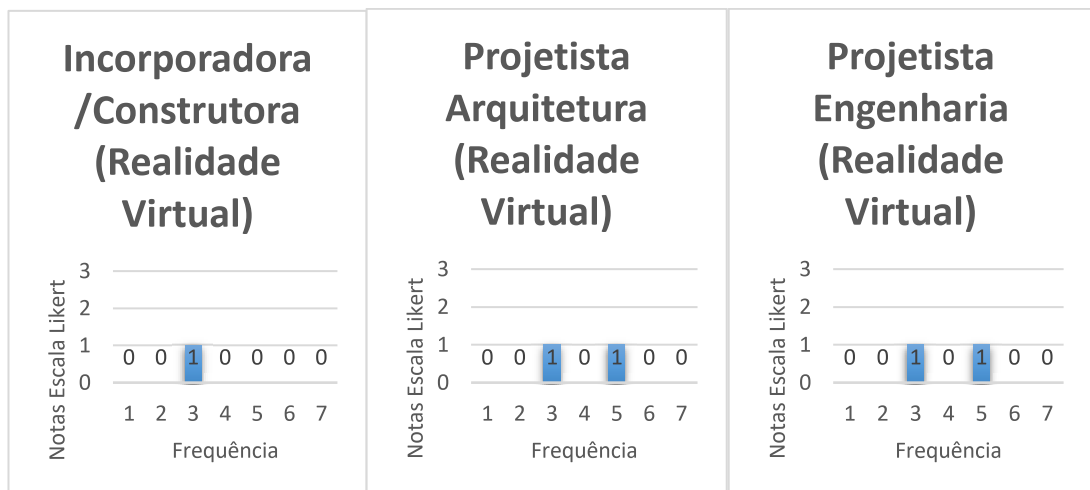 Incorporadora
/Construtora
(Realidade
Virtual)
Notas Escala Likert
3
2
1
0
0 0 1 0 0 0 0
1 2 3 4 5 6 7
Frequência
Projetista
Arquitetura
(Realidade
Virtual)
Notas Escala Likert
3
2
1
0
0 0 1 0 1 0 0
1 2 3 4 5 6 7
Frequência
Projetista
Engenharia
(Realidade
Virtual)
Notas Escala Likert
3
2
1
0
0 0 1 0 1 0 0
1 2 3 4 5 6 7
Frequência